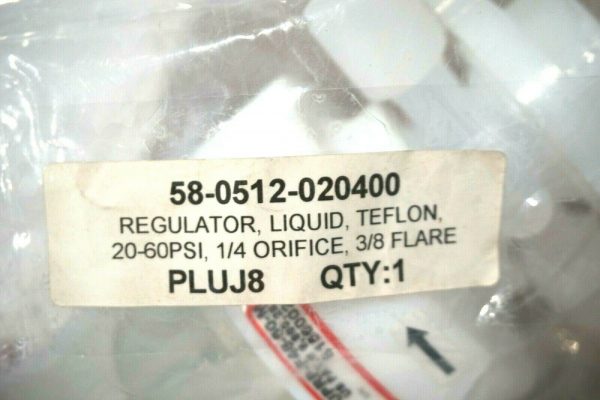 58-0512-020400
REGULATOR, LIQUID, TEFLON,
20-60PSI, 1/4 ORIFICE, 3/8 FLARE
PLUJ8 QTY:1